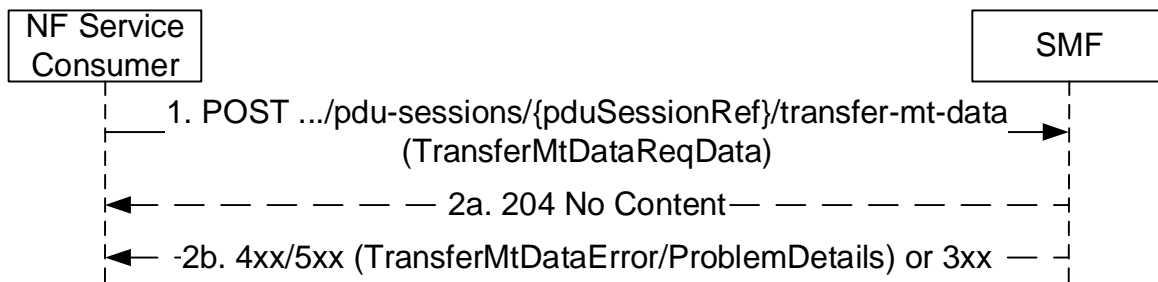 NF Service
Consumer
SMF
1. POST .../pdu-sessions/{pduSessionRef}/transfer-mt-data
(TransferMtDataReqData)
2a. 204 No Content
2b. 4xx/5xx (TransferMtDataError/ProblemDetails) or 3xx